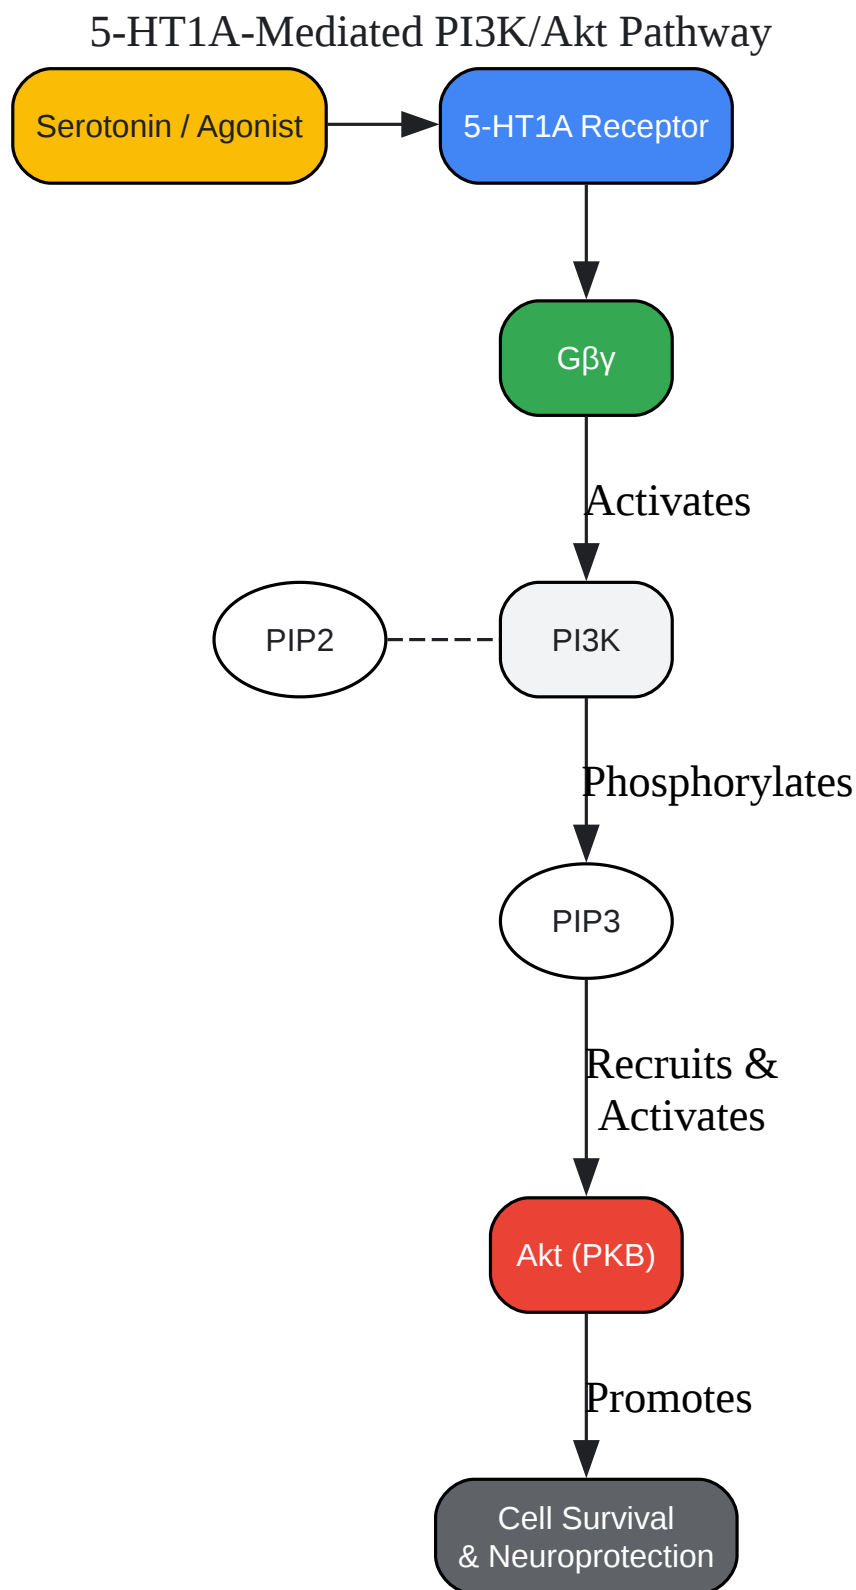 5-HT1A-Mediated PI3K/Akt Pathway
Serotonin / Agonist
5-HT1A Receptor
Gβγ
Activates
PIP2
PI3K
Phosphorylates
PIP3
Recruits &
Activates
Akt (PKB)
Promotes
Cell Survival
& Neuroprotection